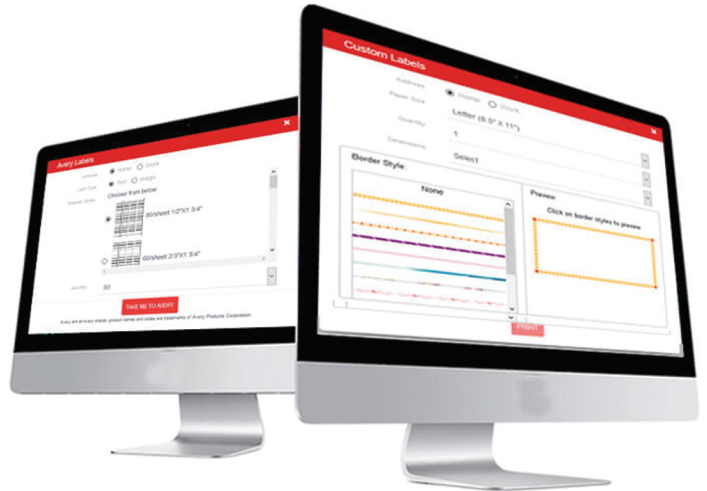 Avery Labels
×
Address
Home
Work
Label Type
Text
Image
Choose from below:
80/sheet 1/2"X1 3/4"
60/sheet 2/3"X1 3/4"
Quantity
80
TAKE ME TO AVERY
Avery and all Avery brands, product names and codes are trademarks of Avery Products Corporation.
Custom Labels
×
Address
Home
Work
Paper Size
Letter (8.5" X 11")
Quantity
1
Dimensions
Select
Border Style:
None
Preview
Click on border styles to preview
PRINT